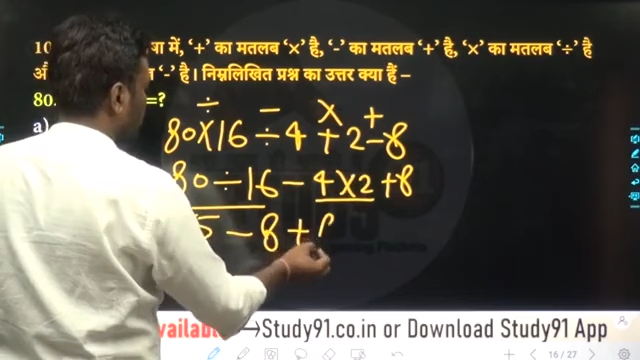 10 में, ‘+’ का मतलब ‘×’ है, ‘-’ का मतलब ‘+’ है, ‘×’ का मतलब ‘÷’ है
‘-’ है। निम्नलिखित प्रश्न का उत्तर क्या हैं –
80. =?
a)
÷ − × +
80×16 ÷ 4 + 2 − 8
80 ÷ 16 − 4 × 2 + 8
5 − 8 +
vailable →Study91.co.in or Download Study91 App
16 / 27